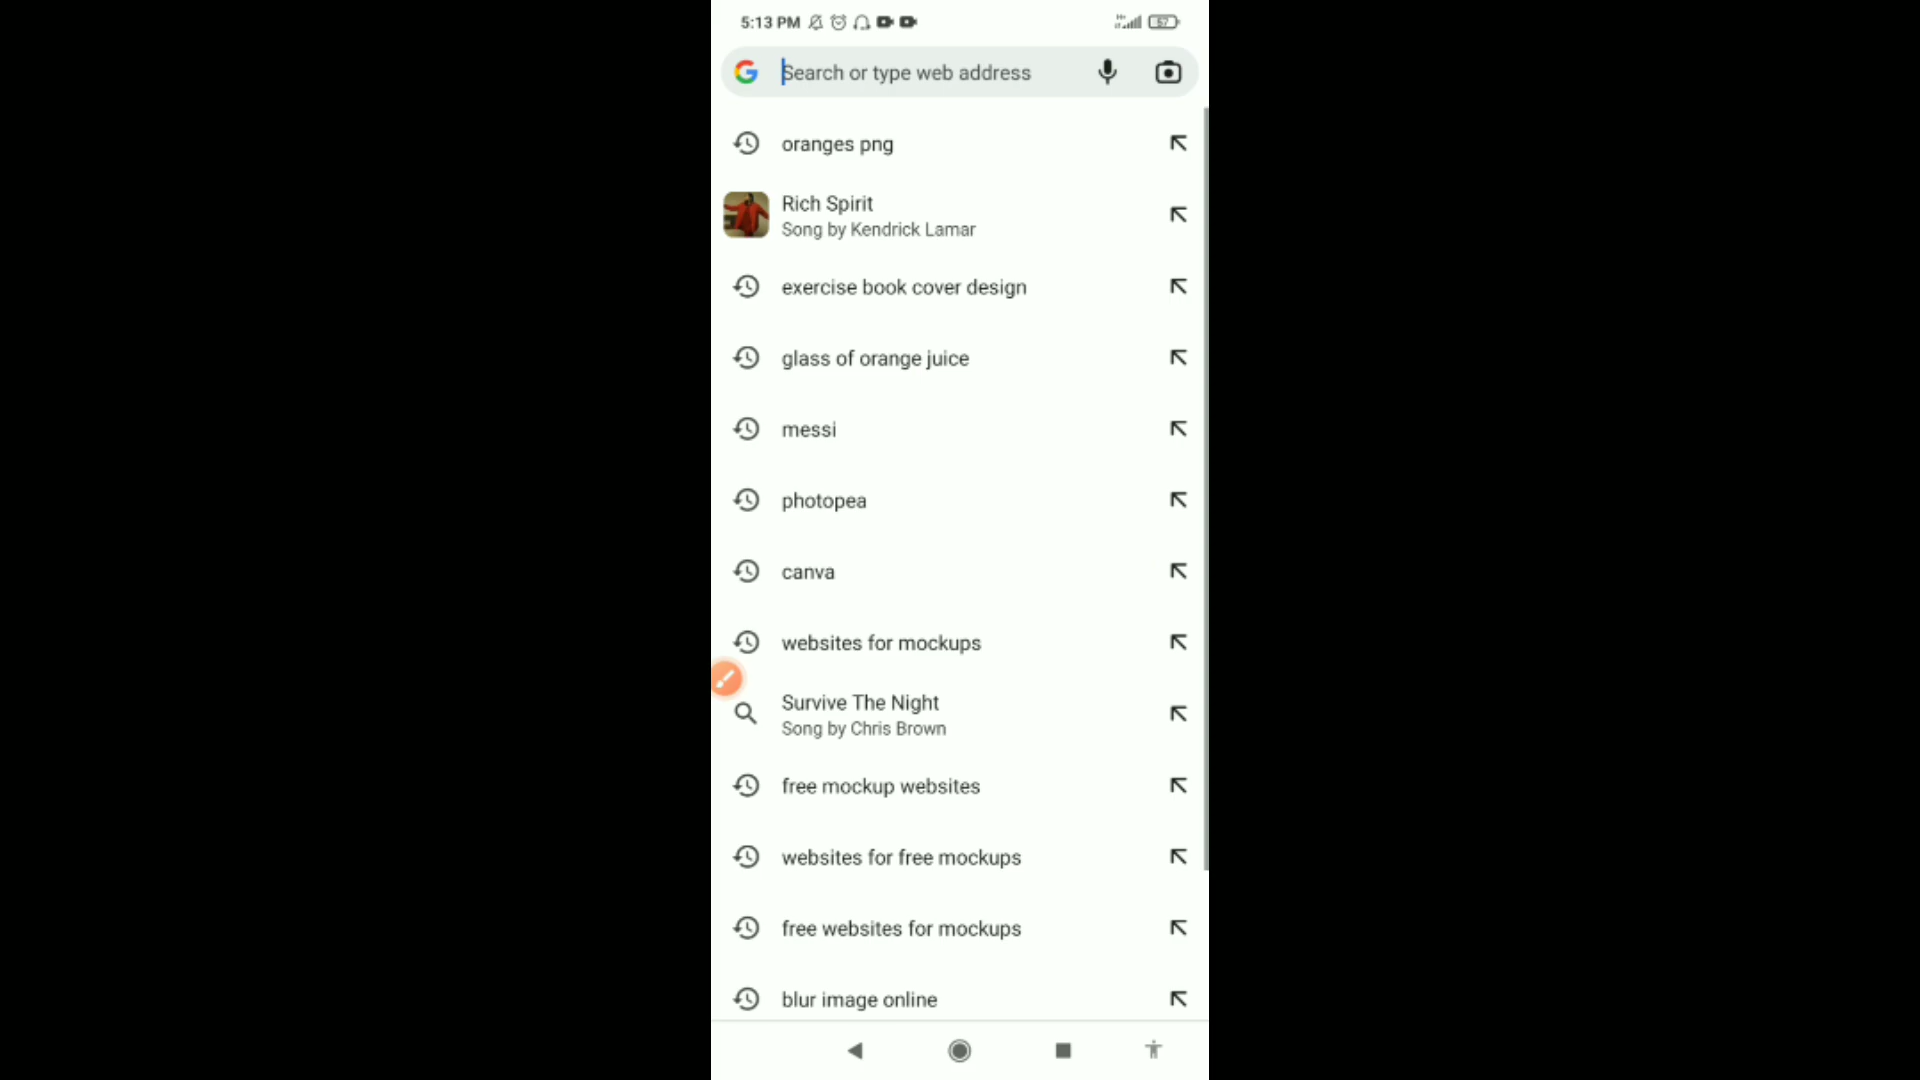 5:13 PM
57
Search or type web address
oranges png
Rich Spirit
Song by Kendrick Lamar
exercise book cover design
glass of orange juice
messi
photopea
canva
websites for mockups
Survive The Night
Song by Chris Brown
free mockup websites
websites for free mockups
free websites for mockups
blur image online